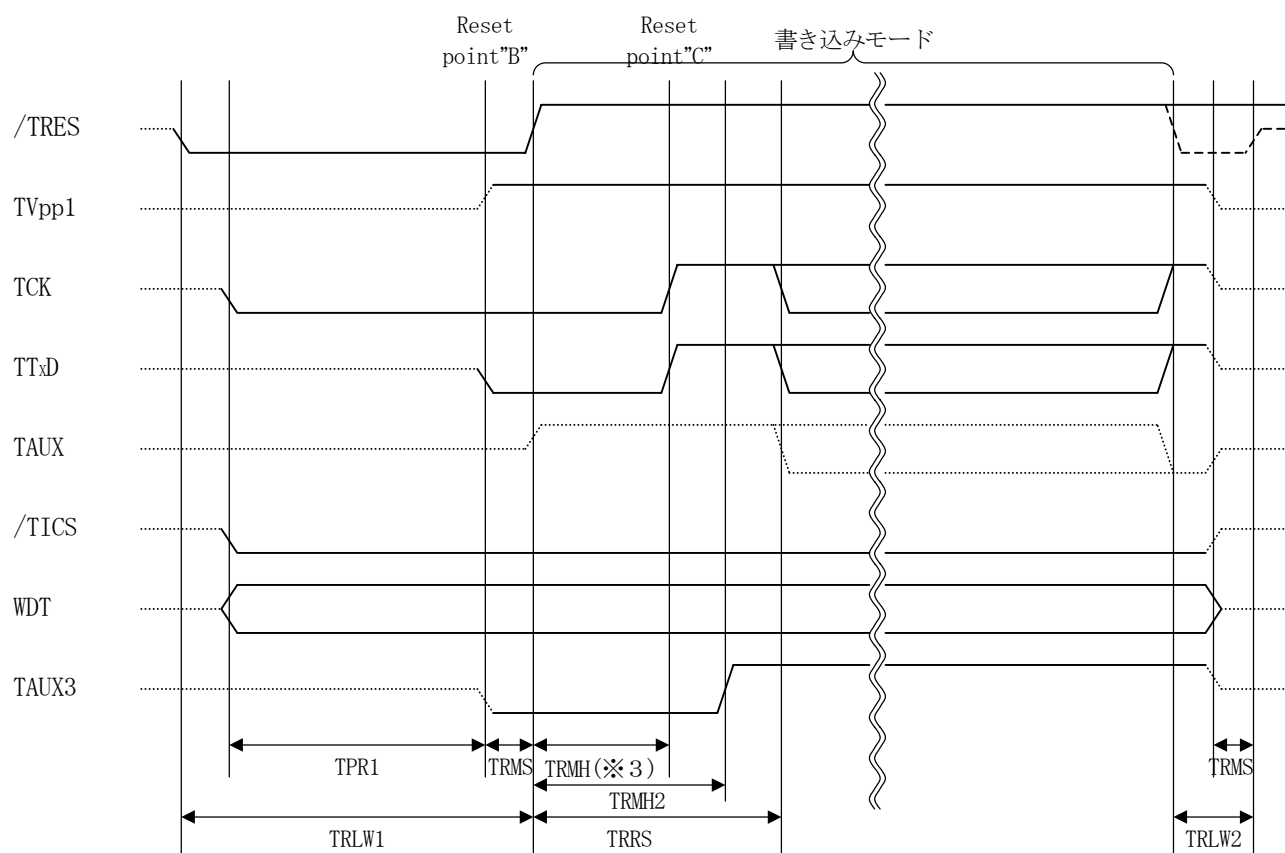 Reset
point”B”
Reset
point”C”
書き込みモード
/TRES
TVpp1
TCK
TTxD
TAUX
/TICS
WDT
TAUX3
TPR1
TRMS
TRMH(※３)
TRMS
TRMH2
TRLW1
TRRS
TRLW2